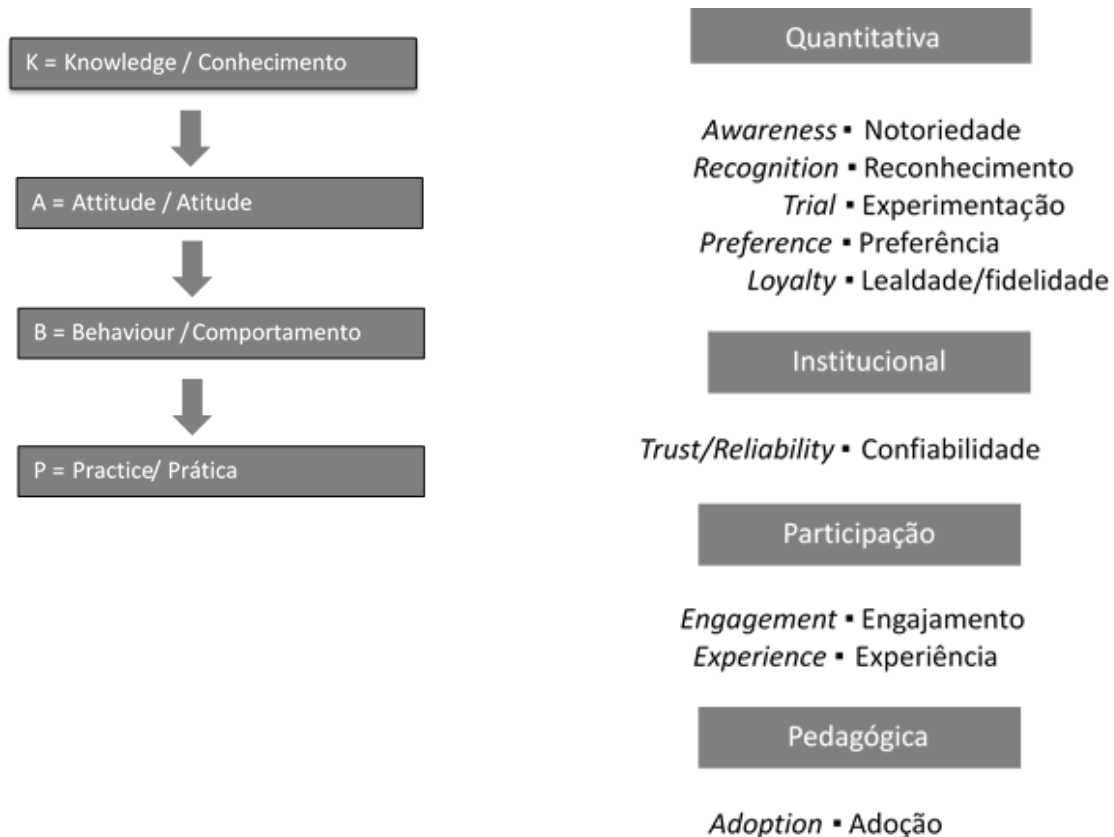 K = Knowledge / Conhecimento
A = Attitude / Atitude
B = Behaviour / Comportamento
P = Practice/ Prática
Quantitativa
Awareness ▪ Notoriedade
Recognition ▪ Reconhecimento
Trial ▪ Experimentação
Preference ▪ Preferência
Loyalty ▪ Lealdade/fidelidade
Institucional
Trust/Reliability ▪ Confiabilidade
Participação
Engagement ▪ Engajamento
Experience ▪ Experiência
Pedagógica
Adoption ▪ Adoção